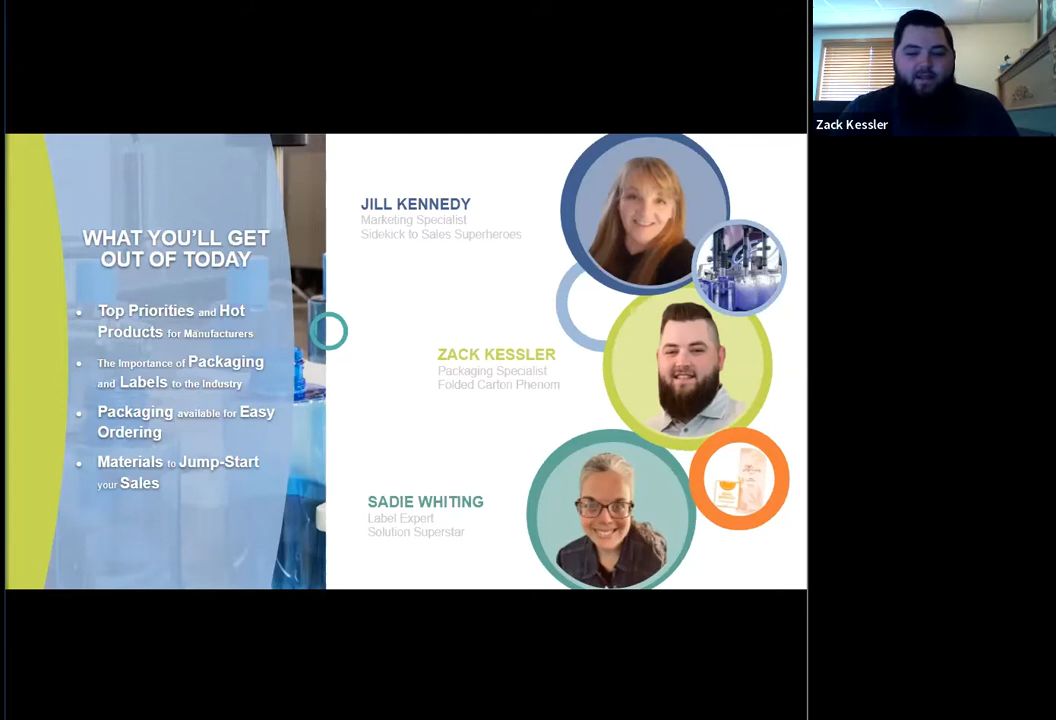 WHAT YOU'LL GET
OUT OF TODAY
• Top Priorities and Hot
Products for Manufacturers
• The Importance of Packaging
and Labels to the Industry
• Packaging available for Easy
Ordering
• Materials to Jump-Start
your Sales
JILL KENNEDY
Marketing Specialist
Sidekick to Sales Superheroes
ZACK KESSLER
Packaging Specialist
Folded Carton Phenom
SADIE WHITING
Label Expert
Solution Superstar
Zack Kessler